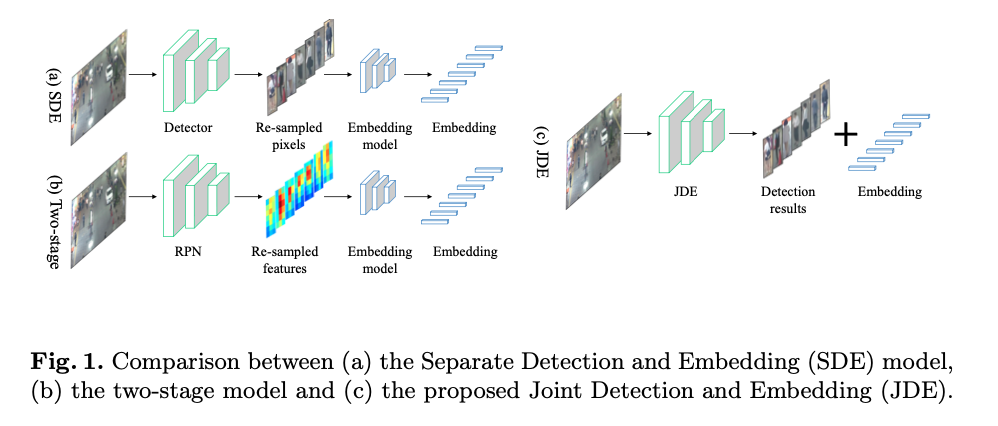 (a) SDE
Detector
Re-sampled
pixels
Embedding
model
Embedding
(b) Two-stage
RPN
Re-sampled
features
Embedding
model
Embedding
(c) JDE
JDE
+
Detection
results
Embedding
Fig. 1. Comparison between (a) the Separate Detection and Embedding (SDE) model,
(b) the two-stage model and (c) the proposed Joint Detection and Embedding (JDE).